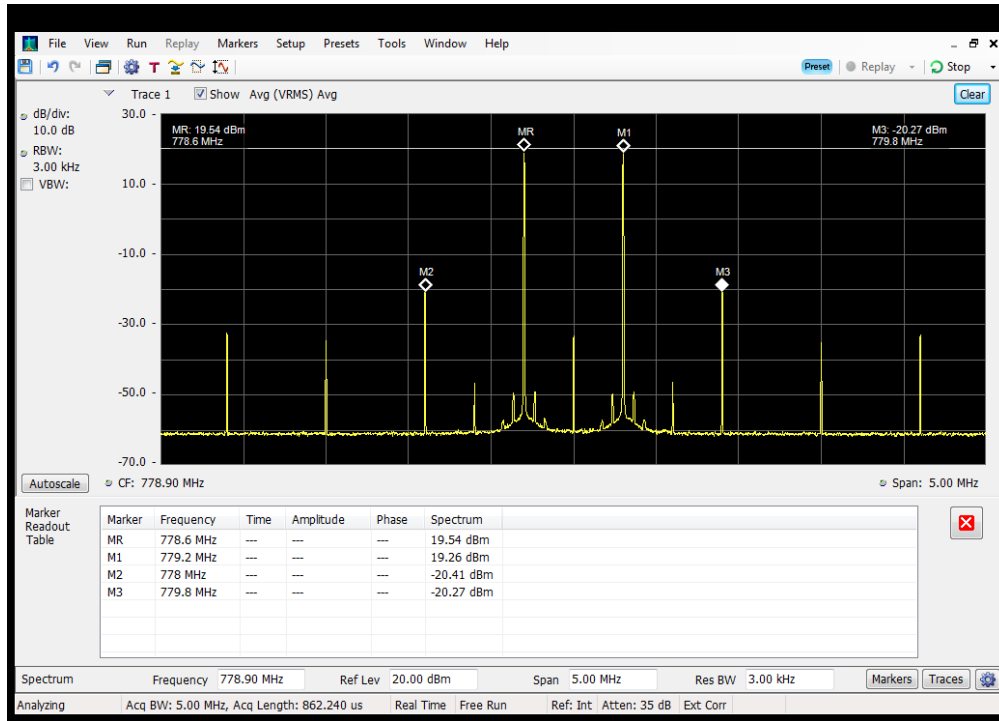 File View Run Replay Markers Setup Presets Tools Window Help
T Preset Replay Stop
Trace 1 Show Avg (VRMS) Avg Clear
dB/div:
10.0 dB
RBW:
3.00 kHz
VBW:
30.0
10.0
-10.0
-30.0
-50.0
-70.0
MR: 19.54 dBm
778.6 MHz
MR
M1
M3: -20.27 dBm
779.8 MHz
M2
M3
Autoscale CF: 778.90 MHz Span: 5.00 MHz
Marker
Readout
Table
Marker Frequency Time Amplitude Phase Spectrum
MR 778.6 MHz --- --- --- 19.54 dBm
M1 779.2 MHz --- --- --- 19.26 dBm
M2 778 MHz --- --- --- -20.41 dBm
M3 779.8 MHz --- --- --- -20.27 dBm
Spectrum Frequency 778.90 MHz Ref Lev 20.00 dBm Span 5.00 MHz Res BW 3.00 kHz Markers Traces
Analyzing Acq BW: 5.00 MHz, Acq Length: 862.240 us Real Time Free Run Ref: Int Atten: 35 dB Ext Corr